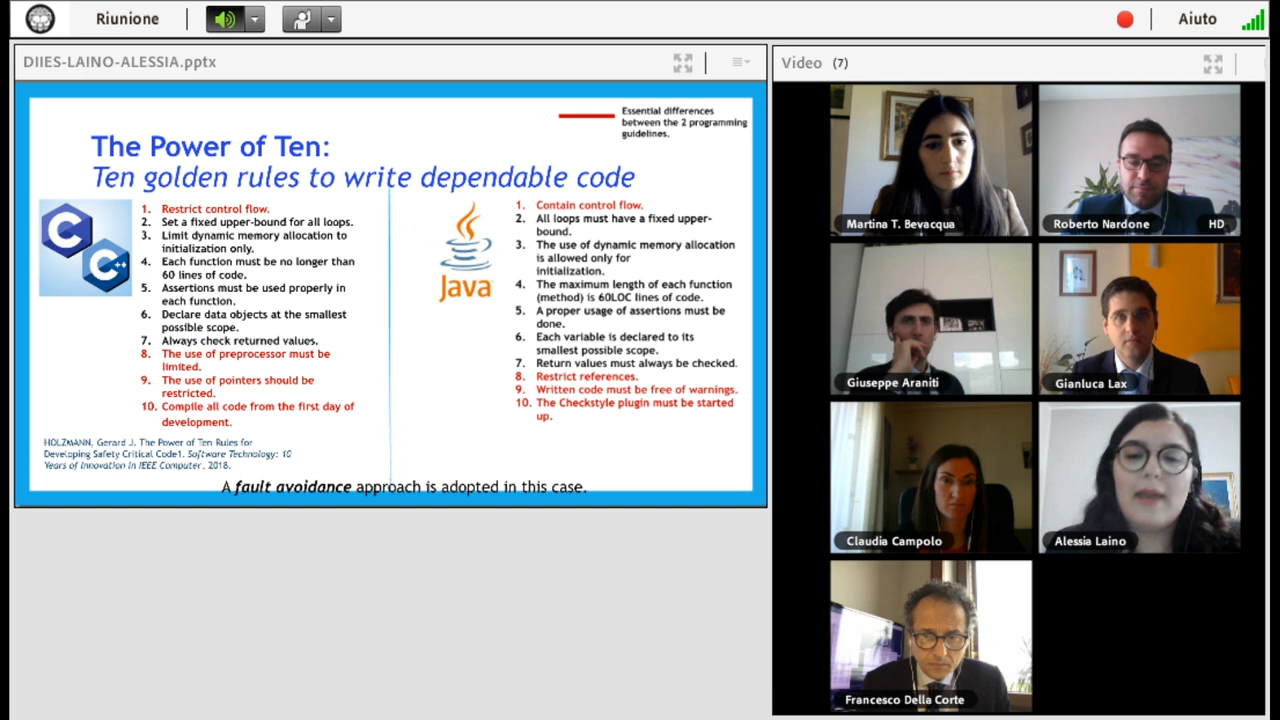 Riunione
Aiuto
DIIES-LAINO-ALESSIA.pptx
Video (7)
Essential differences
between the 2 programming
guidelines.
The Power of Ten:
Ten golden rules to write dependable code
C
C++
1. Restrict control flow.
2. Set a fixed upper-bound for all loops.
3. Limit dynamic memory allocation to
initialization only.
4. Each function must be no longer than
60 lines of code.
5. Assertions must be used properly in
each function.
6. Declare data objects at the smallest
possible scope.
7. Always check returned values.
8. The use of preprocessor must be
limited.
9. The use of pointers should be
restricted.
10. Compile all code from the first day of
development.
HOLZMANN, Gerard J. The Power of Ten Rules for
Developing Safety Critical Code1. Software Technology: 10
Years of Innovation in IEEE Computer, 2018.
Java
1. Contain control flow.
2. All loops must have a fixed upper-
bound.
3. The use of dynamic memory allocation
is allowed only for
initialization.
4. The maximum length of each function
(method) is 60LOC lines of code.
5. A proper usage of assertions must be
done.
6. Each variable is declared to its
smallest possible scope.
7. Return values must always be checked.
8. Restrict references.
9. Written code must be free of warnings.
10. The Checkstyle plugin must be started
up.
A fault avoidance approach is adopted in this case.
Martina T. Bevacqua
Roberto Nardone HD
Giuseppe Araniti
Gianluca Lax
Claudia Campolo
Alessia Laino
Francesco Della Corte